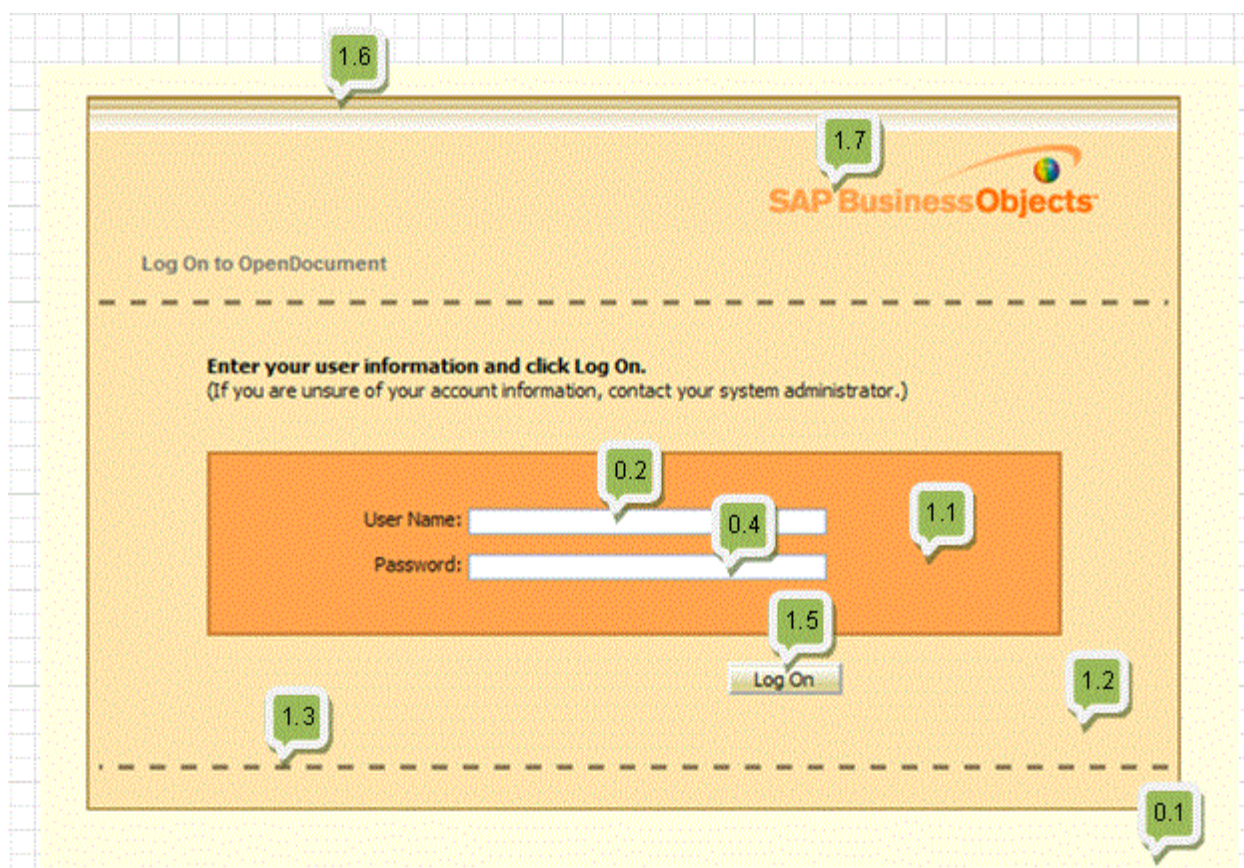 1.6
1.7
SAP BusinessObjects
Log On to OpenDocument
Enter your user information and click Log On.
(If you are unsure of your account information, contact your system administrator.)
0.2
User Name:
0.4
1.1
Password:
1.5
Log On
1.2
1.3
0.1